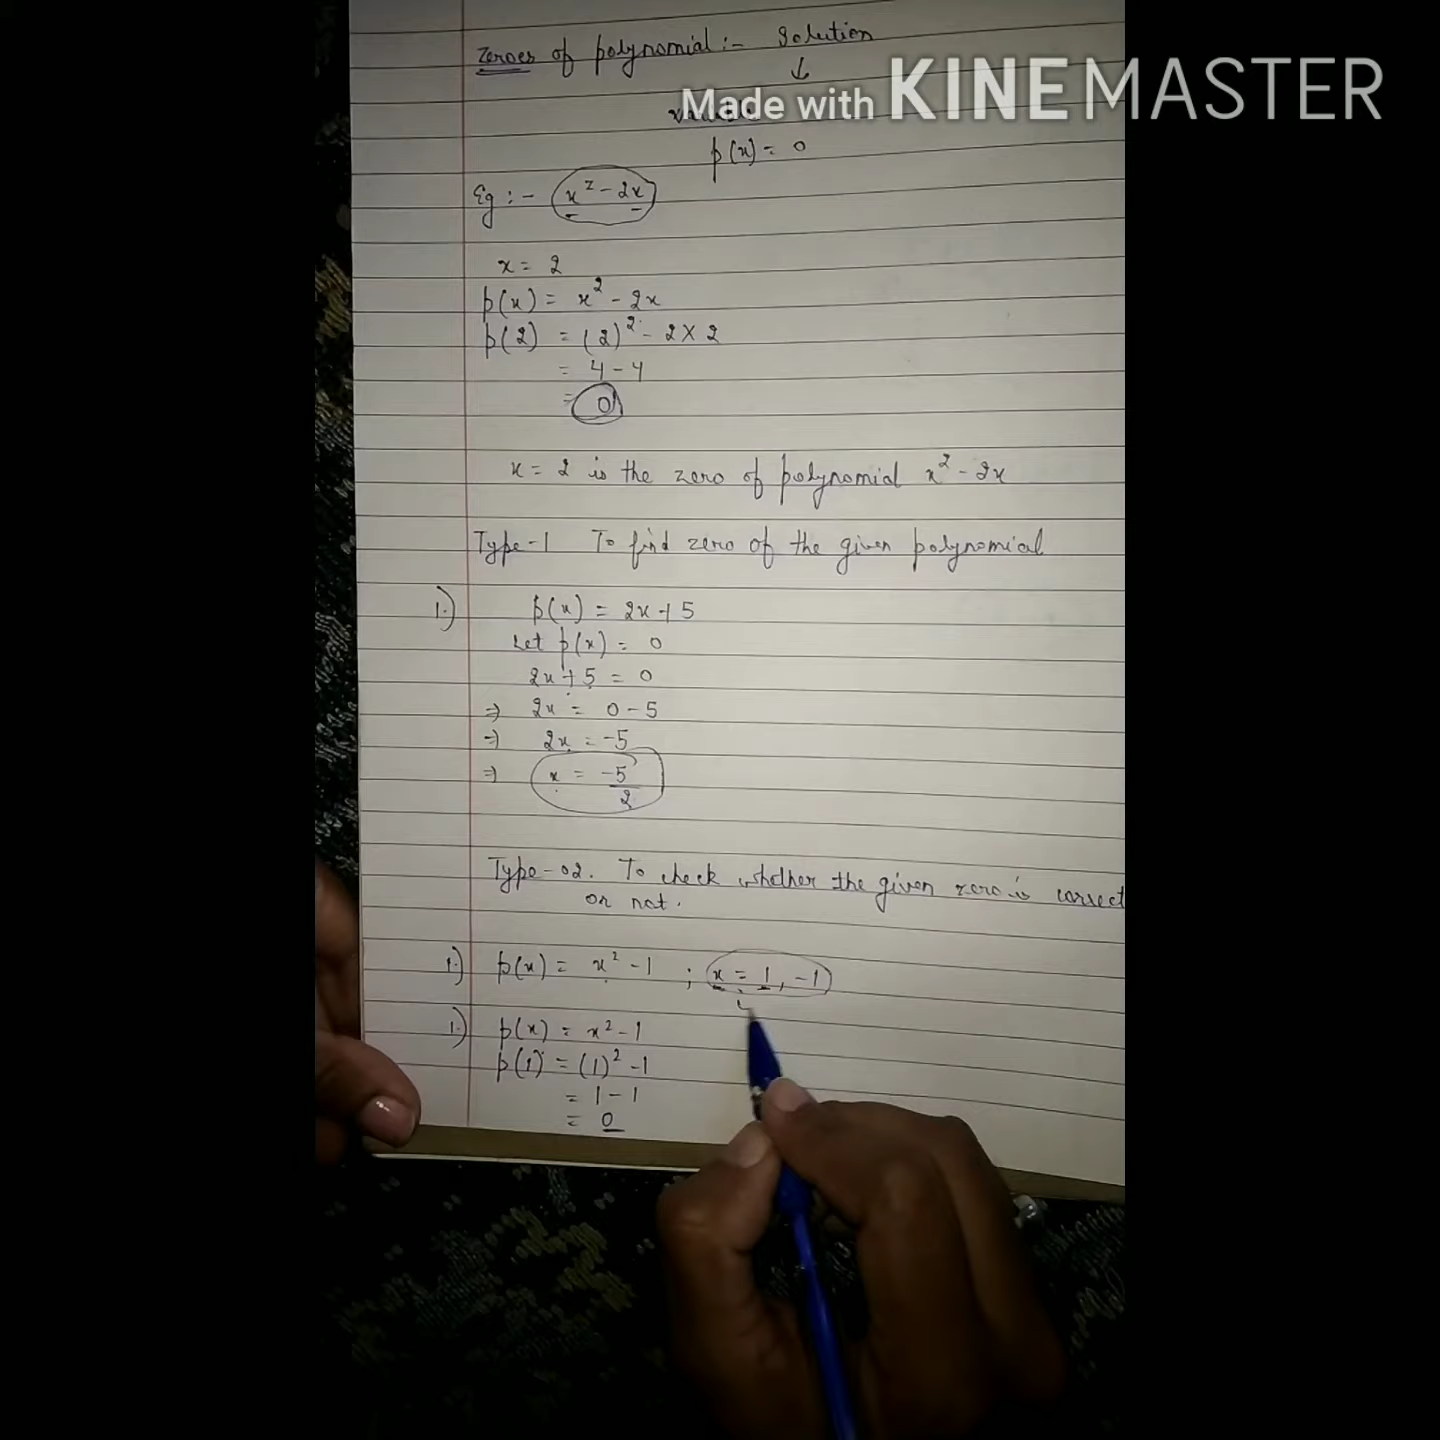 Zeroes of polynomial :- Solution
↓
Made with KINEMASTER
p(x) = 0
Eg :- x² - 2x
x = 2
p(x) = x² - 2x
p(2) = (2)² - 2 × 2
= 4 - 4
= 0
x = 2 is the zero of polynomial x² - 2x
Type-1 To find zero of the given polynomial
1.) p(x) = 2x + 5
Let p(x) = 0
2x + 5 = 0
⇒ 2x = 0 - 5
⇒ 2x = -5
⇒ x = -5/2
Type-02. To check whether the given zero is correct
or not.
1.) p(x) = x² - 1 ; x = 1, -1
1.) p(x) = x² - 1
p(1) = (1)² - 1
= 1 - 1
= 0